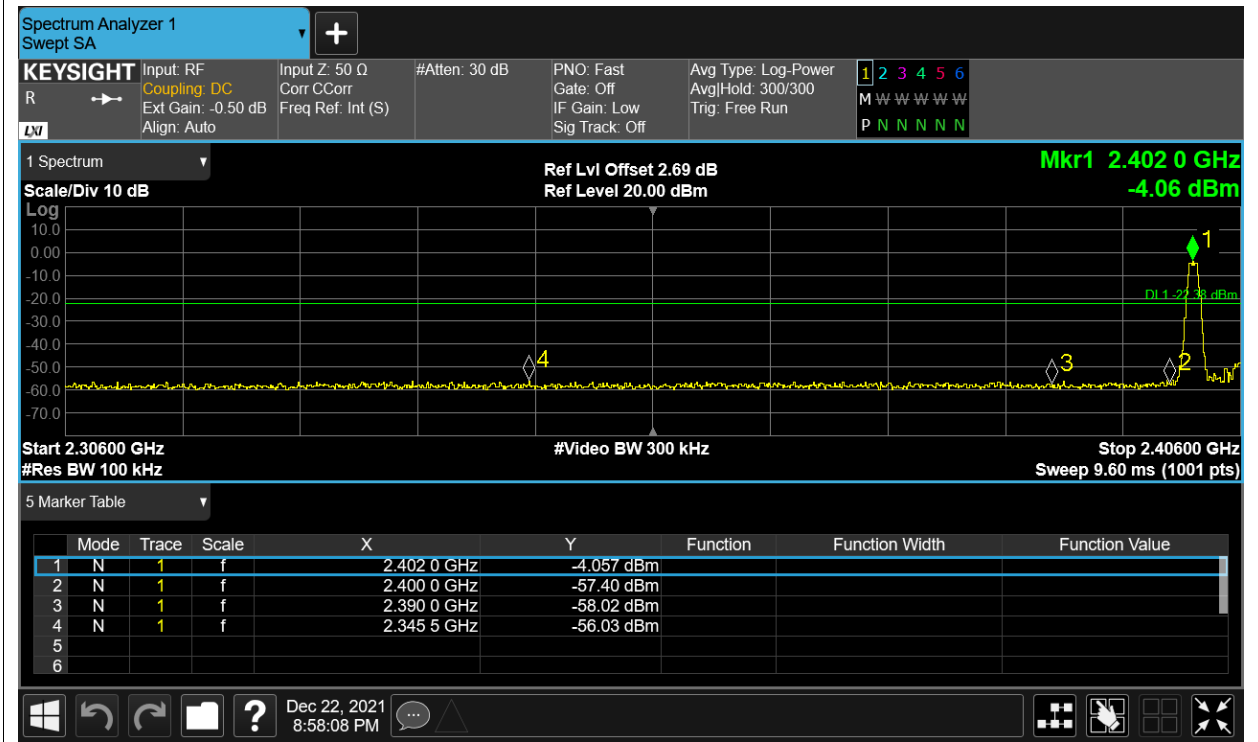 Spectrum Analyzer 1
Swept SA
+
KEYSIGHT
R
LXI
Input: RF
Coupling: DC
Ext Gain: -0.50 dB
Align: Auto
Input Z: 50 Ω
Corr CCorr
Freq Ref: Int (S)
#Atten: 30 dB
PNO: Fast
Gate: Off
IF Gain: Low
Sig Track: Off
Avg Type: Log-Power
Avg|Hold: 300/300
Trig: Free Run
1 2 3 4 5 6
M W W W W W
P N N N N N
1 Spectrum
Scale/Div 10 dB
Ref Lvl Offset 2.69 dB
Ref Level 20.00 dBm
Mkr1 2.402 0 GHz
-4.06 dBm
Log
10.0
0.00
-10.0
-20.0
-30.0
-40.0
-50.0
-60.0
-70.0
1
DL1 -22.38 dBm
4
3
2
Start 2.30600 GHz
#Video BW 300 kHz
Stop 2.40600 GHz
#Res BW 100 kHz
Sweep 9.60 ms (1001 pts)
5 Marker Table
Mode Trace Scale X Y Function Function Width Function Value
1 N 1 f 2.402 0 GHz -4.057 dBm
2 N 1 f 2.400 0 GHz -57.40 dBm
3 N 1 f 2.390 0 GHz -58.02 dBm
4 N 1 f 2.345 5 GHz -56.03 dBm
5
6
?
Dec 22, 2021
8:58:08 PM